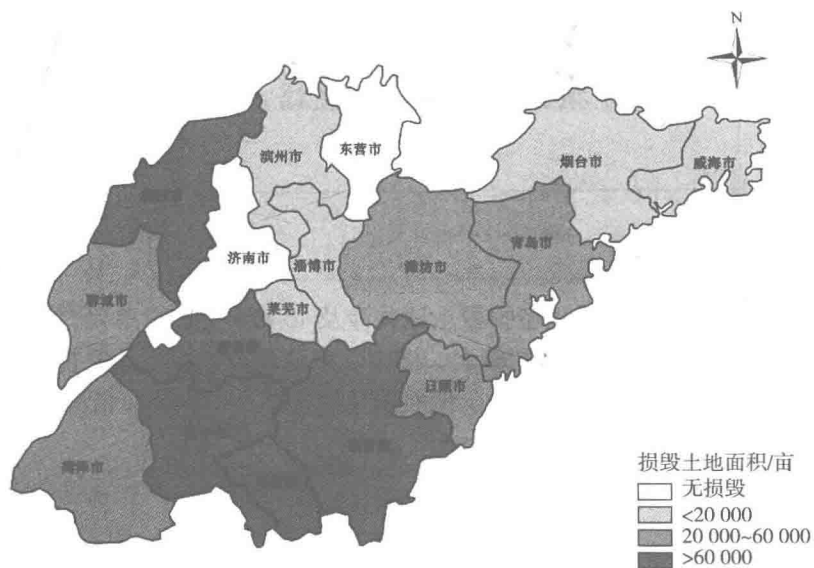 N
滨州市
东营市
烟台市
威海市
济南市
淄博市
潍坊市
青岛市
聊城市
莱芜市
日照市
菏泽市
损毁土地面积/亩
无损毁
<20 000
20 000~60 000
>60 000